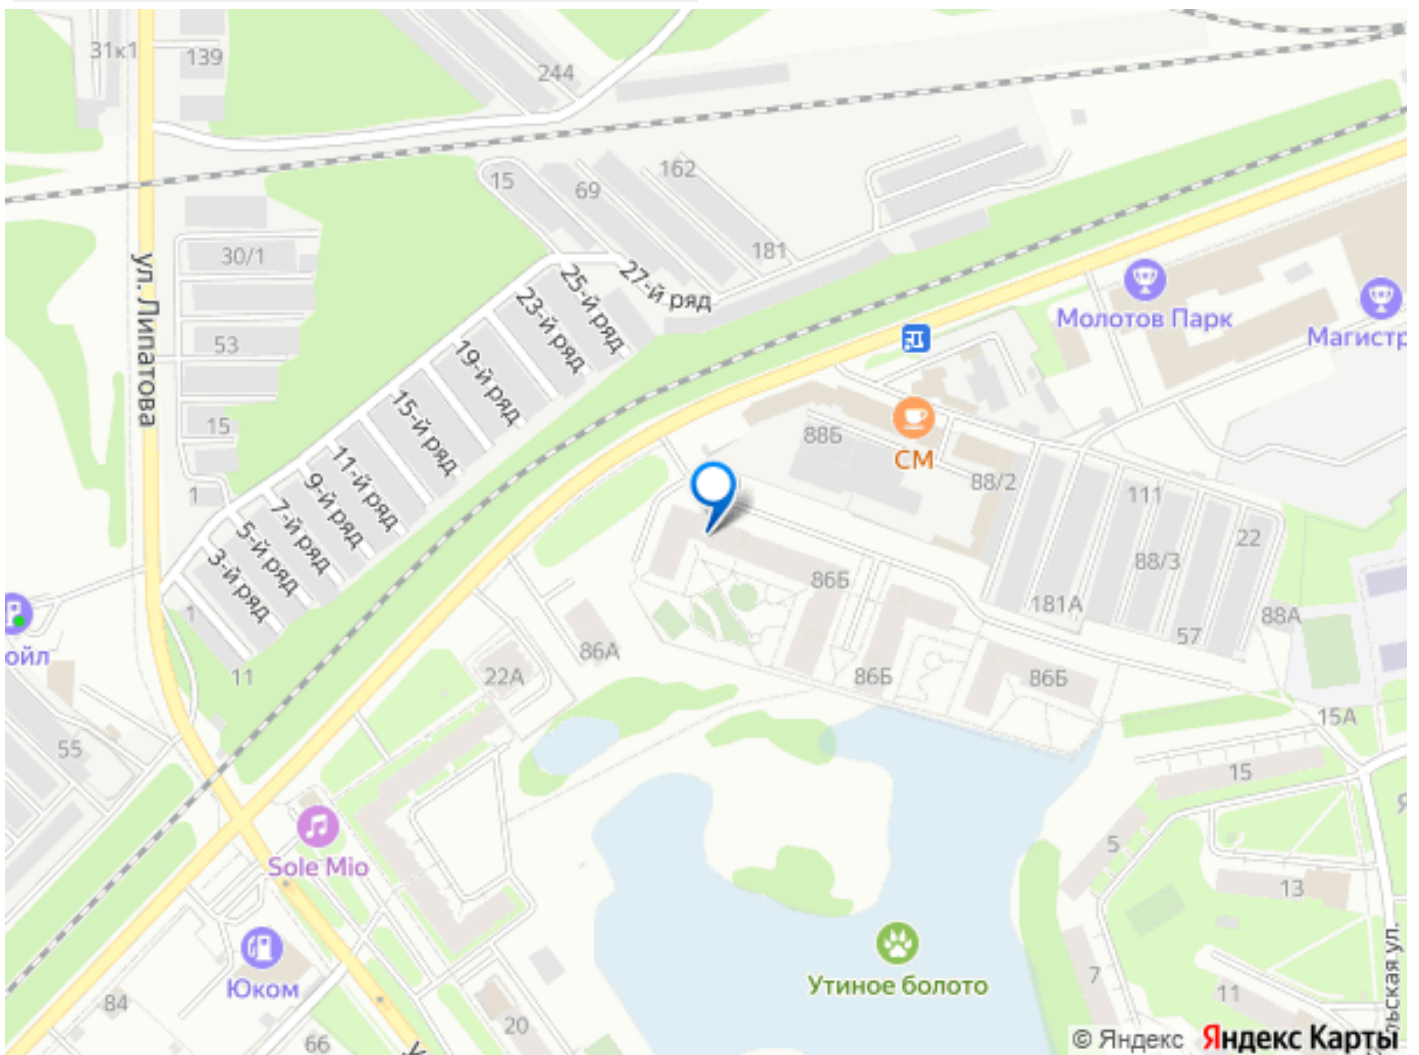 31к1
139
244
15
69
162
181
30/1
ул. Липатова
27-й ряд
25-й ряд
23-й ряд
Молотов Парк
Магистр
53
19-й ряд
15-й ряд
15
11-й ряд
9-й ряд
7-й ряд
5-й ряд
3-й ряд
1
88Б
СМ
88/2
111
22
88/3
86Б
181А
57
88А
1
ойл
11
86А
22А
86Б
86Б
15А
55
15
5
13
Sole Mio
Утиное болото
Юком
84
20
66
7
11
льская ул.
© Яндекс Яндекс Карты